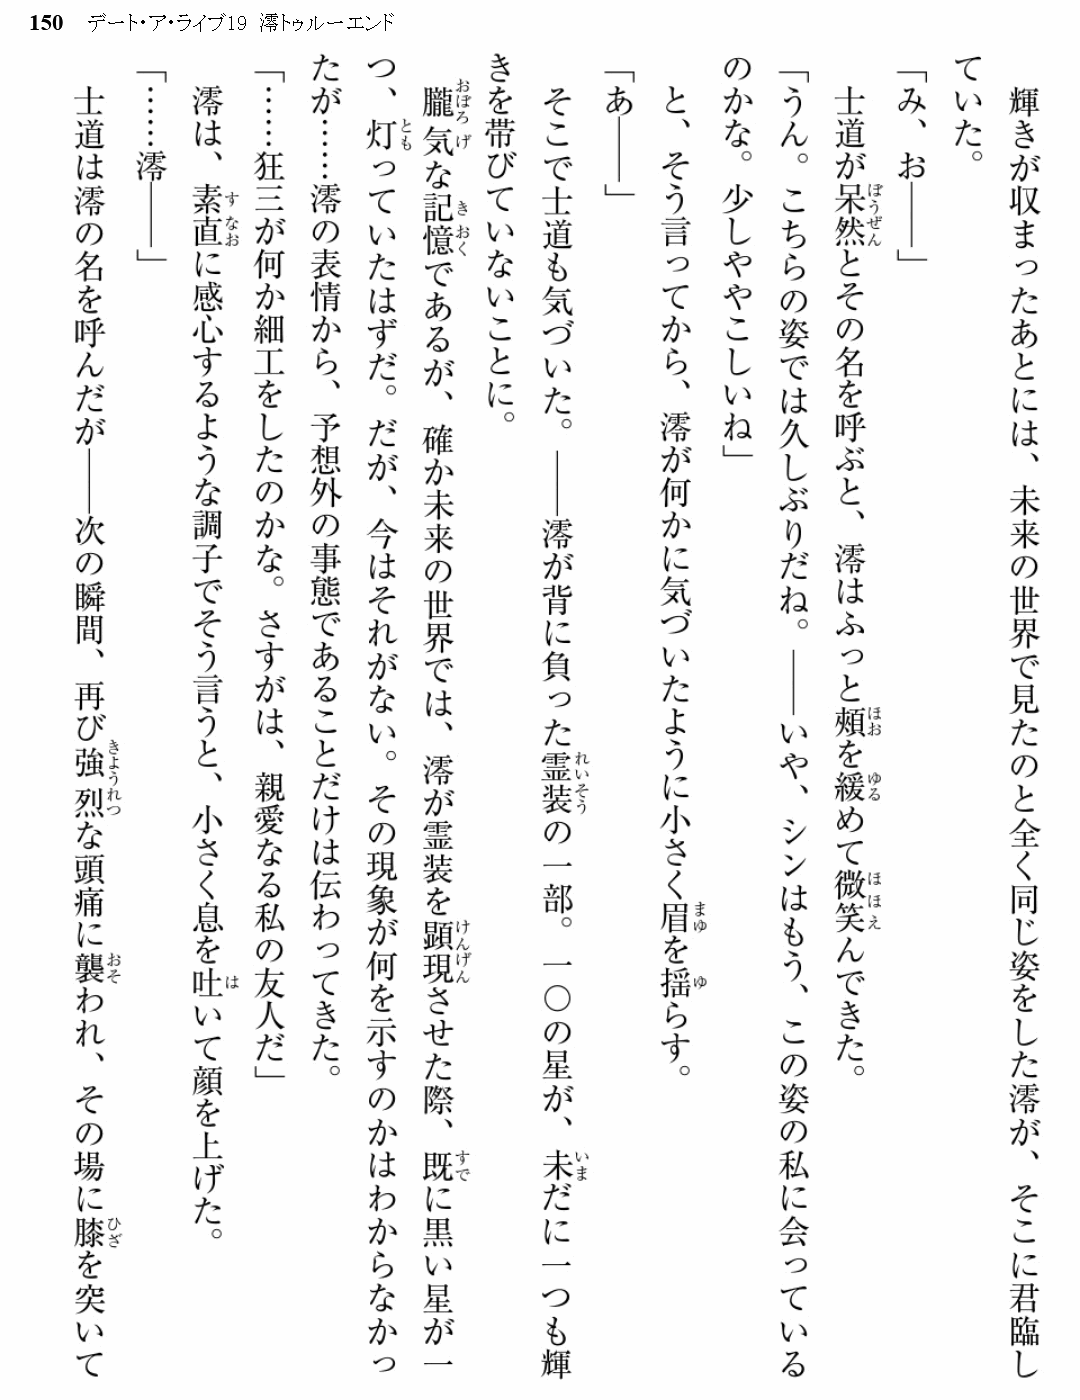 150 デート・ア・ライブ19 澪トゥルーエンド
輝きが収まったあとには、未来の世界で見たのと全く同じ姿をした澪が、そこに君臨し
ていた。
「み、お――」
士道が呆然とその名を呼ぶと、澪はふっと頰を緩めて微笑んできた。
「うん。こちらの姿では久しぶりだね。――いや、シンはもう、この姿の私に会っている
のかな。少しややこしいね」
と、そう言ってから、澪が何かに気づいたように小さく眉を揺らす。
「あ――」
そこで士道も気づいた。――澪が背に負った霊装の一部。一〇の星が、未だに一つも輝
きを帯びていないことに。
朧気な記憶であるが、確か未来の世界では、澪が霊装を顕現させた際、既に黒い星が一
つ、灯っていたはずだ。だが、今はそれがない。その現象が何を示すのかはわからなかっ
たが……澪の表情から、予想外の事態であることだけは伝わってきた。
「……狂三が何か細工をしたのかな。さすがは、親愛なる私の友人だ」
澪は、素直に感心するような調子でそう言うと、小さく息を吐いて顔を上げた。
「……澪――」
士道は澪の名を呼んだが――次の瞬間、再び強烈な頭痛に襲われ、その場に膝を突いて